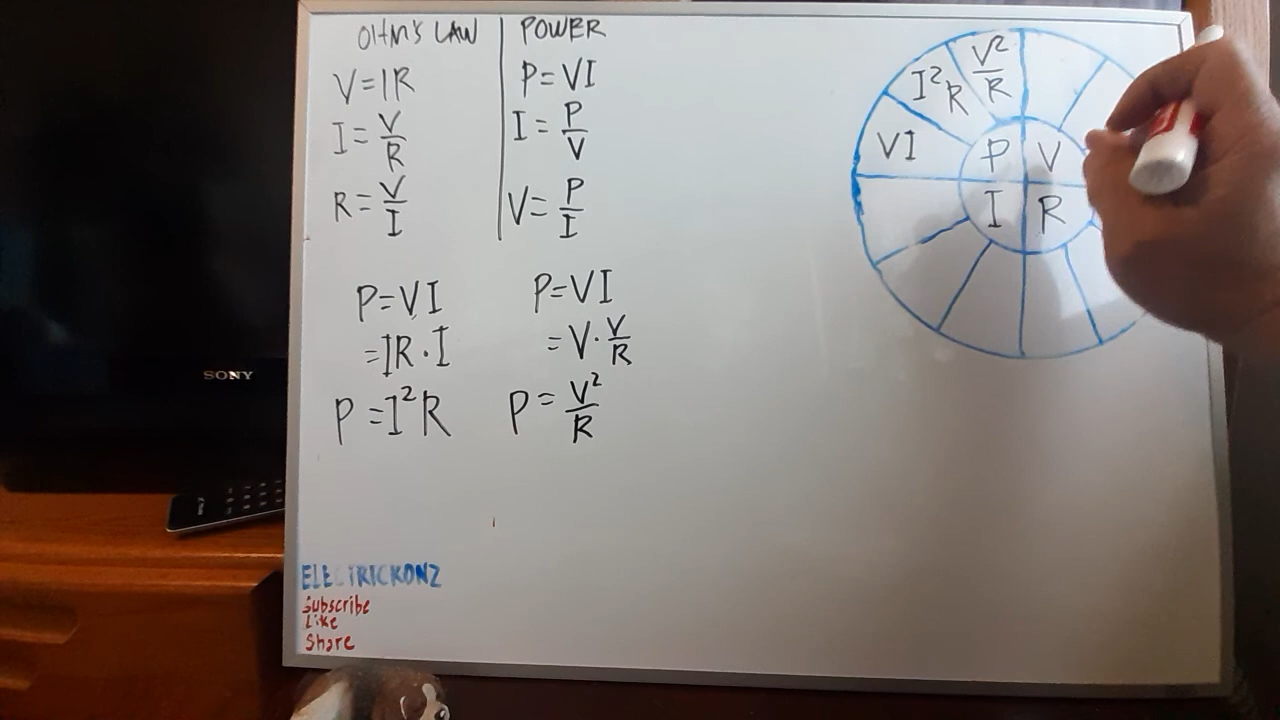 OHM'S LAW
V=IR
I=V/R
R=V/I
POWER
P=VI
I=P/V
V=P/I
P=VI
=IR·I
P=I²R
P=VI
=V·V/R
P=V²/R
VI
I²R
V²/R
P V
I R
SONY
ELECTRICKONZ
Subscribe
Like
Share